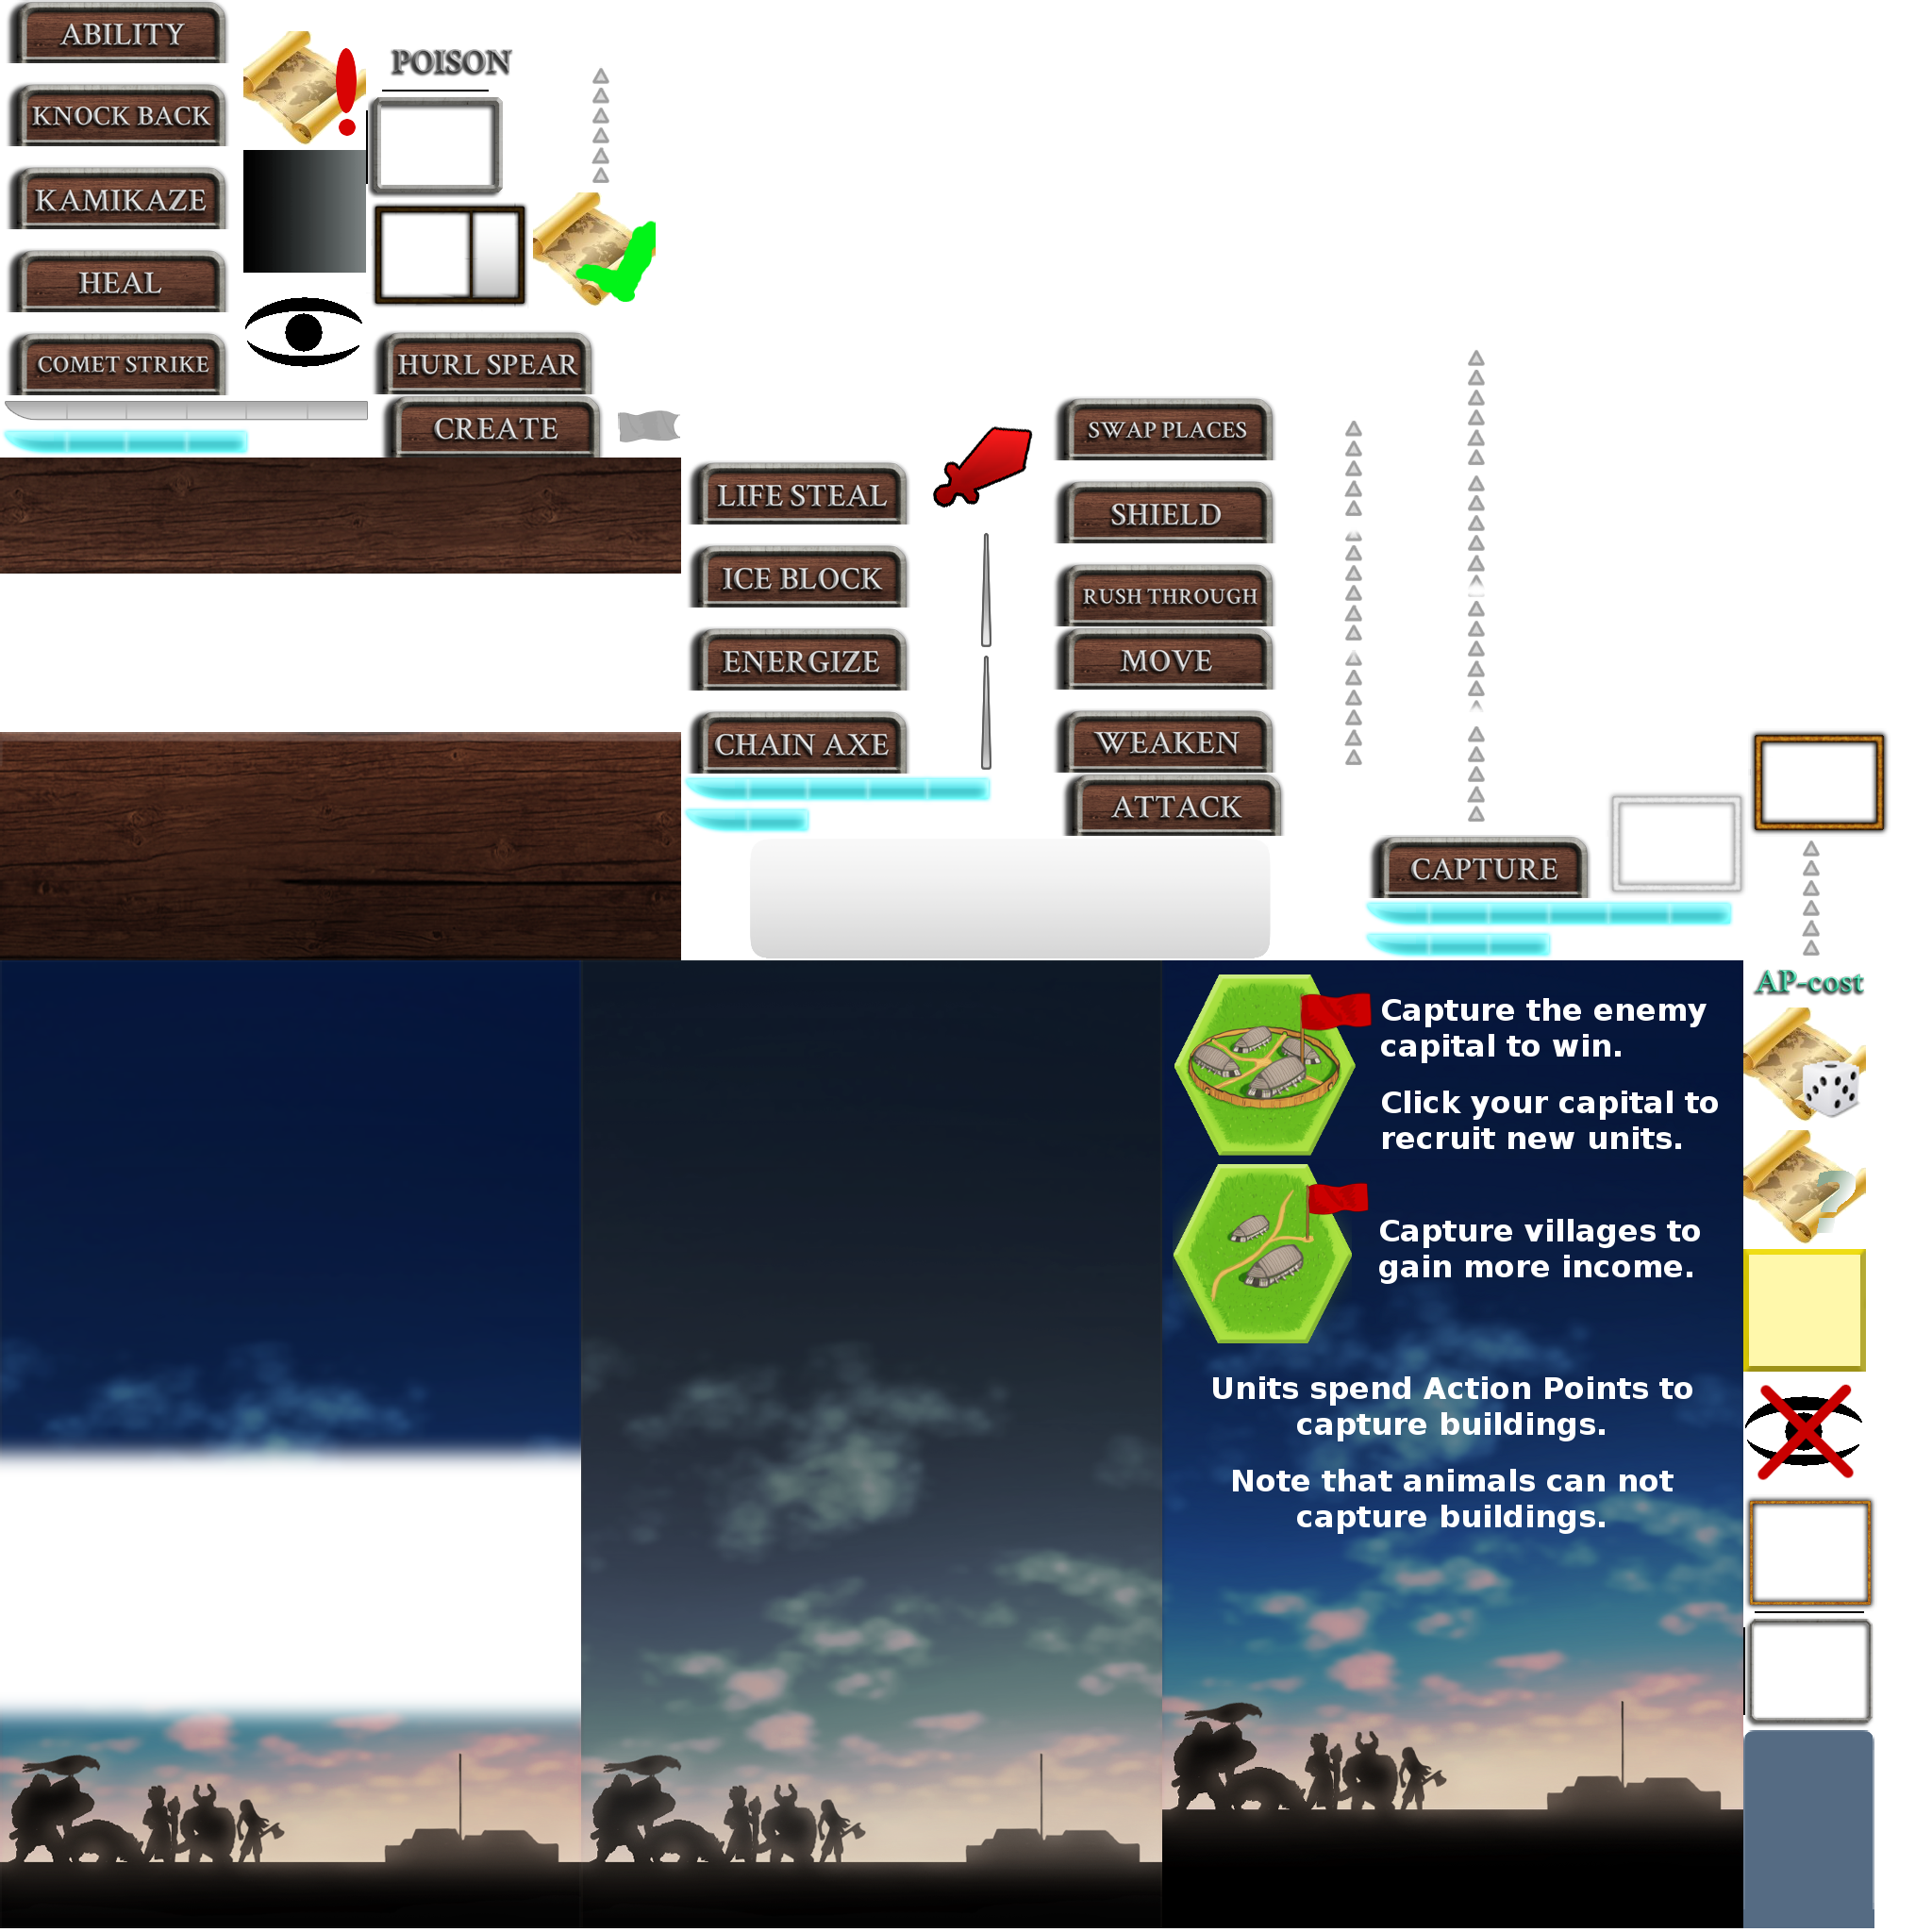 ABILITY
KNOCK BACK
KAMIKAZE
HEAL
COMET STRIKE
POISON
HURL SPEAR
CREATE
LIFE STEAL
ICE BLOCK
ENERGIZE
CHAIN AXE
SWAP PLACES
SHIELD
RUSH THROUGH
MOVE
WEAKEN
ATTACK
CAPTURE
AP-cost
Capture the enemy
capital to win.
Click your capital to
recruit new units.
Capture villages to
gain more income.
Units spend Action Points to
capture buildings.
Note that animals can not
capture buildings.